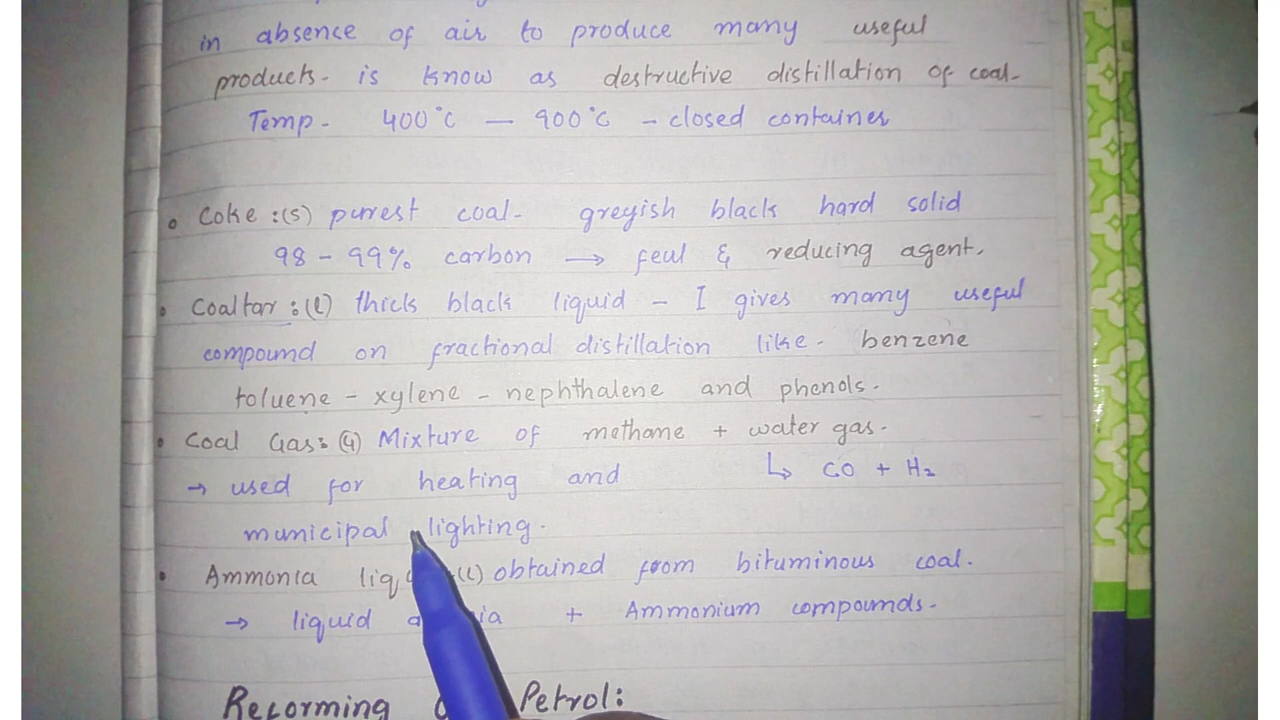 in absence of air to produce many useful
products. is know as destructive distillation of coal.
Temp. 400°C — 900°C - closed container
Coke :(s) purest coal. greyish black hard solid
98 - 99% carbon → feul & reducing agent.
Coaltar : (l) thick black liquid - I gives many useful
compound on fractional distillation like. benzene
toluene - xylene - nephthalene and phenols.
Coal Gas: (G) Mixture of methane + water gas.
→ used for heating and ↳ CO + H₂
municipal lighting.
Ammonia (l) obtained from bituminous coal.
→ liquid + Ammonium compounds.
Reforming Petrol: